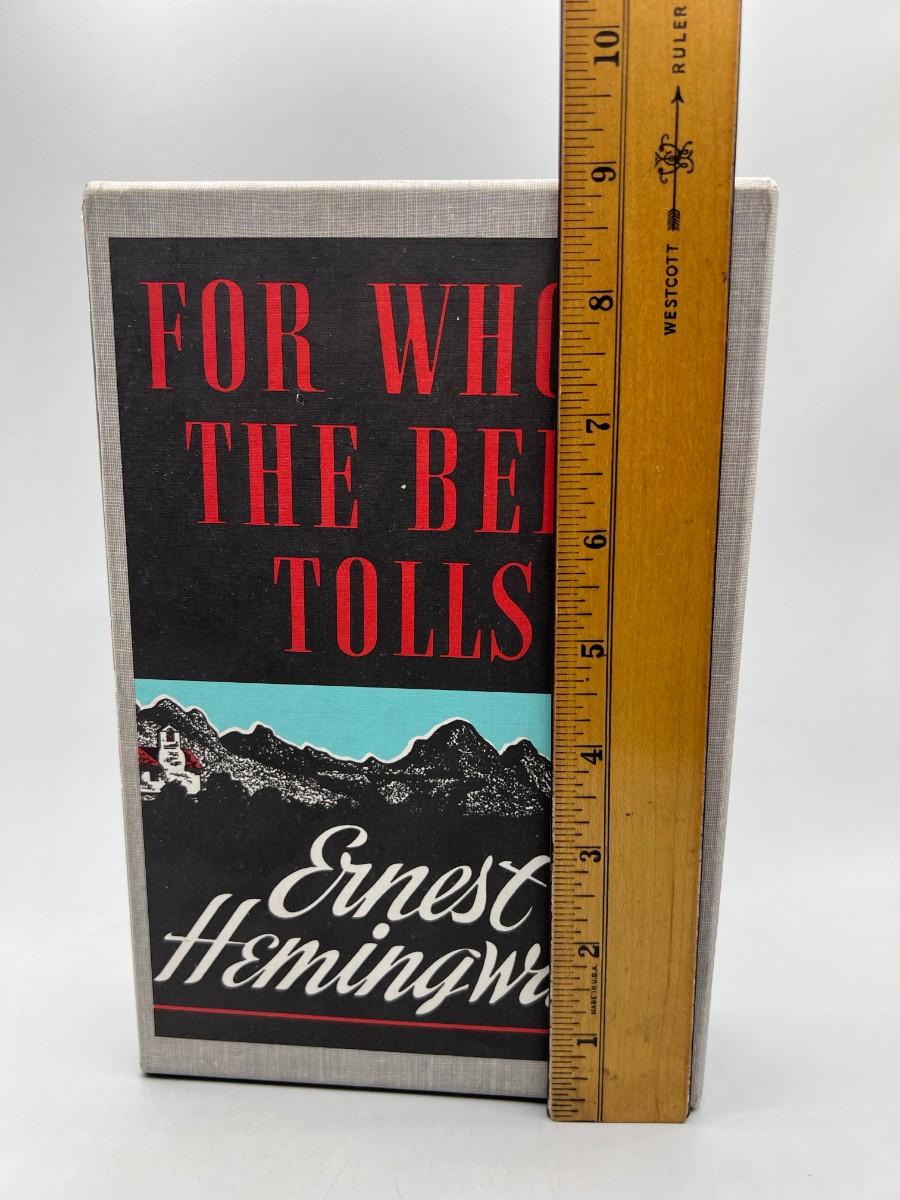 FOR WHO
THE BEL
TOLLS
Ernest
Hemingwa
10
9
8
7
6
5
4
3
2
1
MADE IN U.S.A.
WESTCOTT
RULER